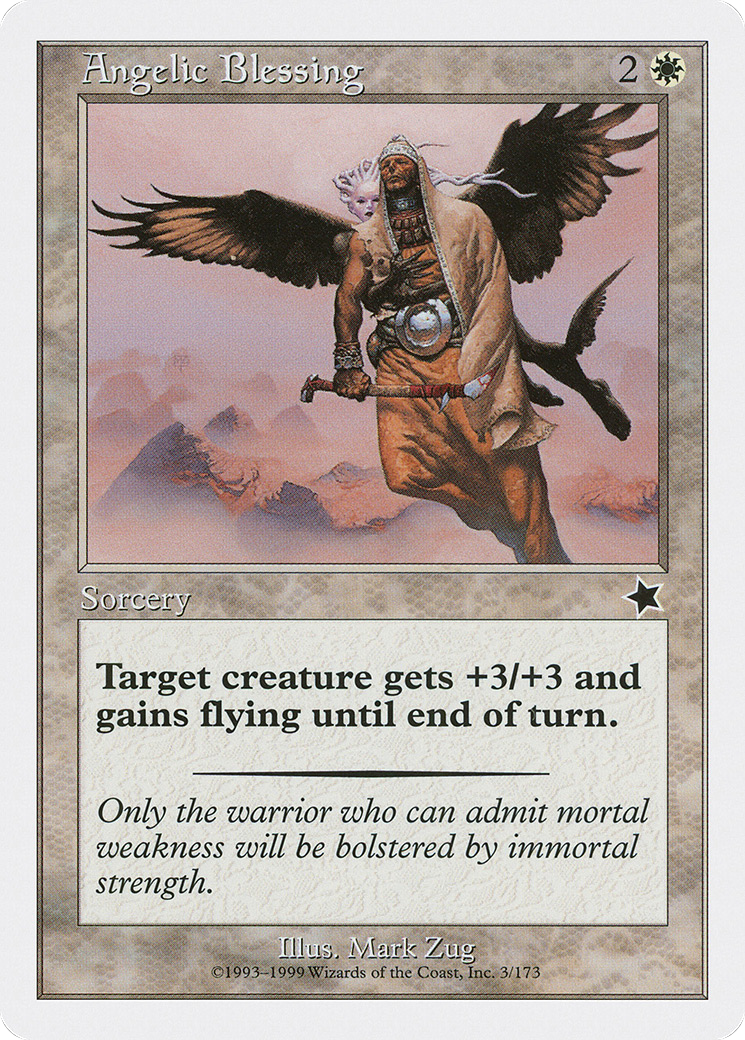 Angelic Blessing 2
Sorcery
Target creature gets +3/+3 and
gains flying until end of turn.
Only the warrior who can admit mortal
weakness will be bolstered by immortal
strength.
Illus. Mark Zug
©1993–1999 Wizards of the Coast, Inc. 3/173